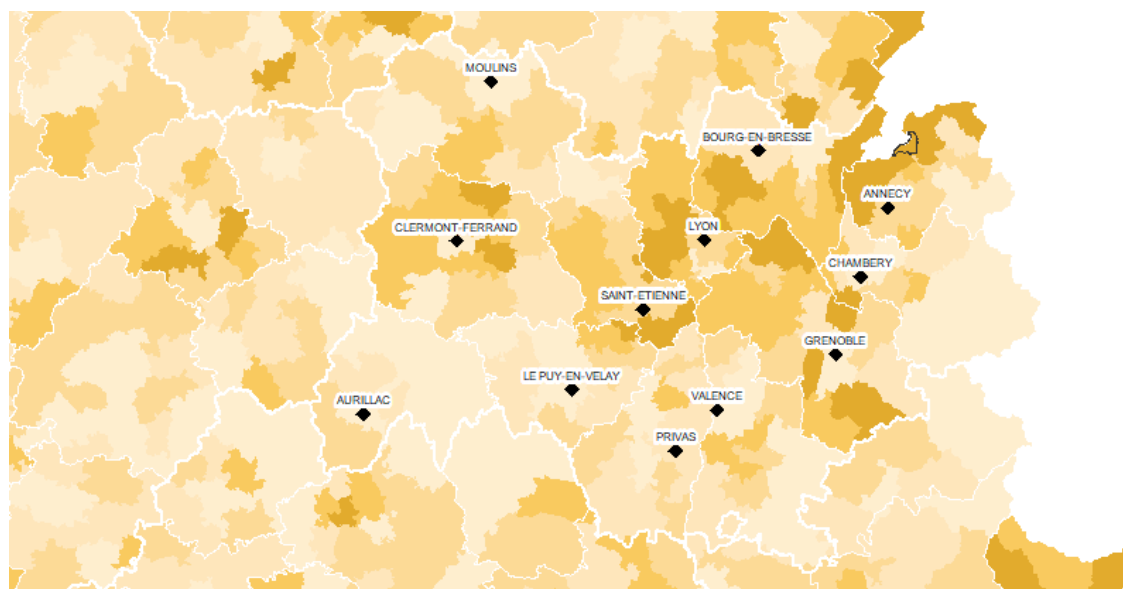 MOULINS
BOURG-EN-BRESSE
ANNECY
CLERMONT-FERRAND
LYON
CHAMBERY
SAINT-ETIENNE
GRENOBLE
LE PUY-EN-VELAY
AURILLAC
VALENCE
PRIVAS